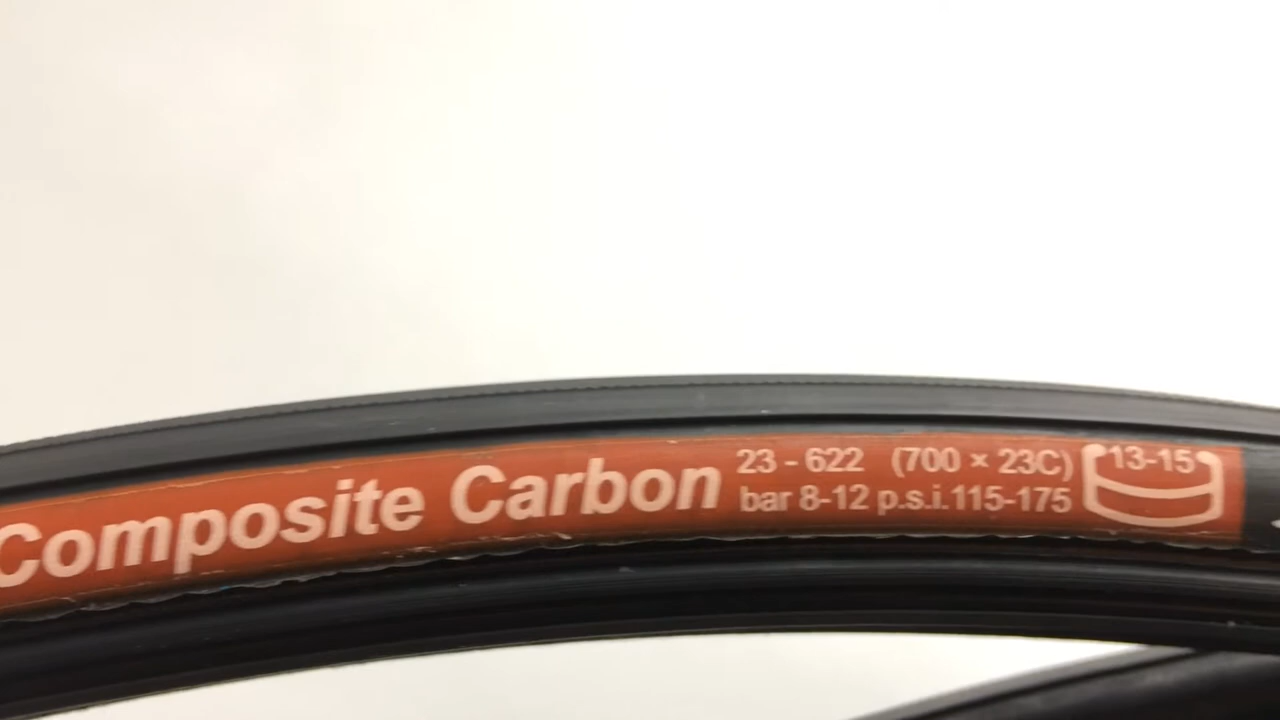 Composite Carbon
23 - 622 (700 × 23C)
bar 8-12 p.s.i. 115-175
13-15